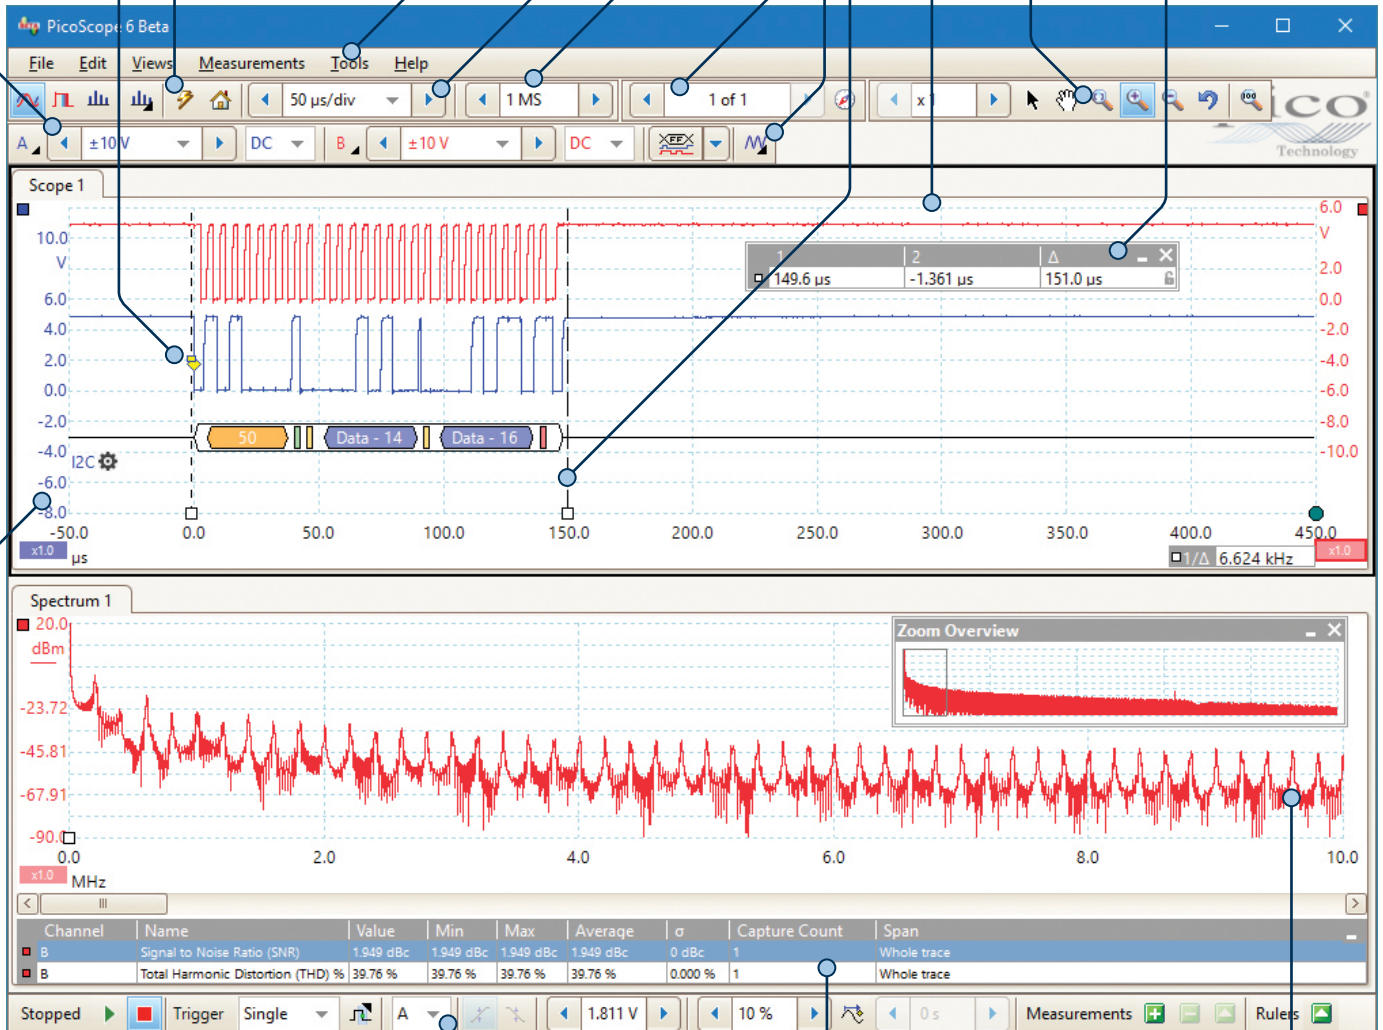 PicoScope 6 Beta
File Edit Views Measurements Tools Help
50 µs/div 1 MS 1 of 1 x 1
pico
Technology
A ±10 V DC B ±10 V DC
Scope 1
10.0
V
6.0
4.0
2.0
0.0
-2.0
-4.0
-6.0
-8.0
6.0
V
2.0
0.0
-2.0
-4.0
-6.0
-8.0
-10.0
1 2 Δ
149.6 µs -1.361 µs 151.0 µs
50 Data - 14 Data - 16
I2C
-50.0 0.0 50.0 100.0 150.0 200.0 250.0 300.0 350.0 400.0 450.0
x1.0 µs 1/Δ 6.624 kHz x1.0
Spectrum 1
20.0
dBm
-23.72
-45.81
-67.91
-90.0
Zoom Overview
0.0 2.0 4.0 6.0 8.0 10.0
x1.0 MHz
Channel Name Value Min Max Average σ Capture Count Span
B Signal to Noise Ratio (SNR) 1.949 dBc 1.949 dBc 1.949 dBc 1.949 dBc 0 dBc 1 Whole trace
B Total Harmonic Distortion (THD) % 39.76 % 39.76 % 39.76 % 39.76 % 0.000 % 1 Whole trace
Stopped Trigger Single A 1.811 V 10 % 0 s Measurements Rulers